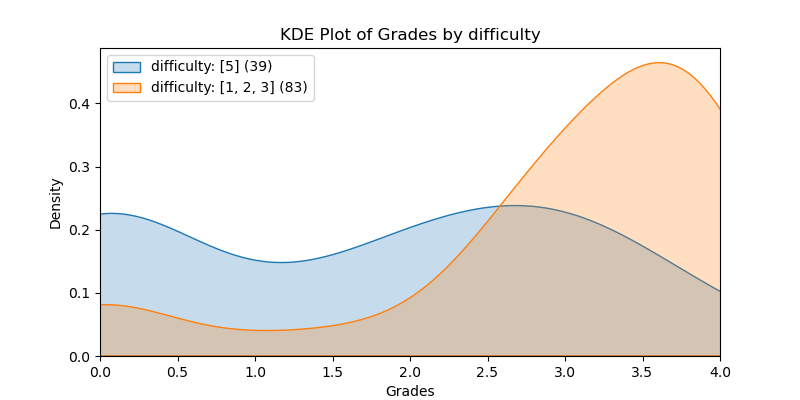 KDE Plot of Grades by difficulty
difficulty: [5] (39)
difficulty: [1, 2, 3] (83)
Density
0.4
0.3
0.2
0.1
0.0
0.0 0.5 1.0 1.5 2.0 2.5 3.0 3.5 4.0
Grades